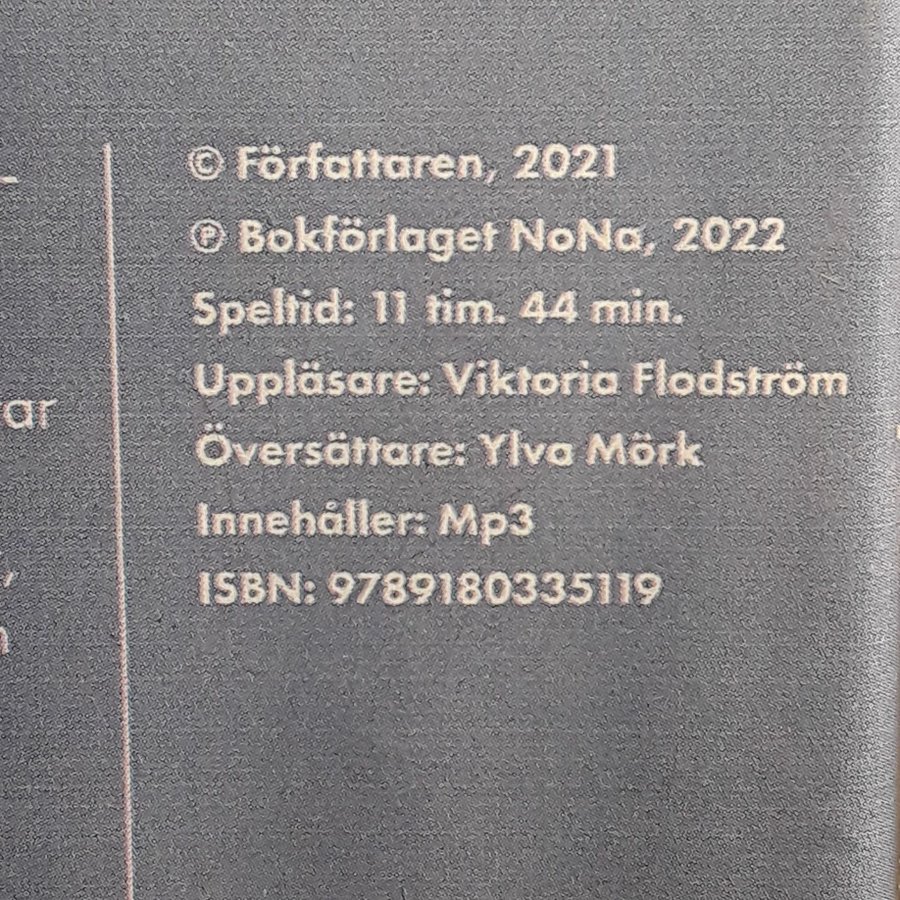 © Författaren, 2021
℗ Bokförlaget NoNa, 2022
Speltid: 11 tim. 44 min.
Uppläsare: Viktoria Flodström
Översättare: Ylva Mörk
Innehåller: Mp3
ISBN: 9789180335119